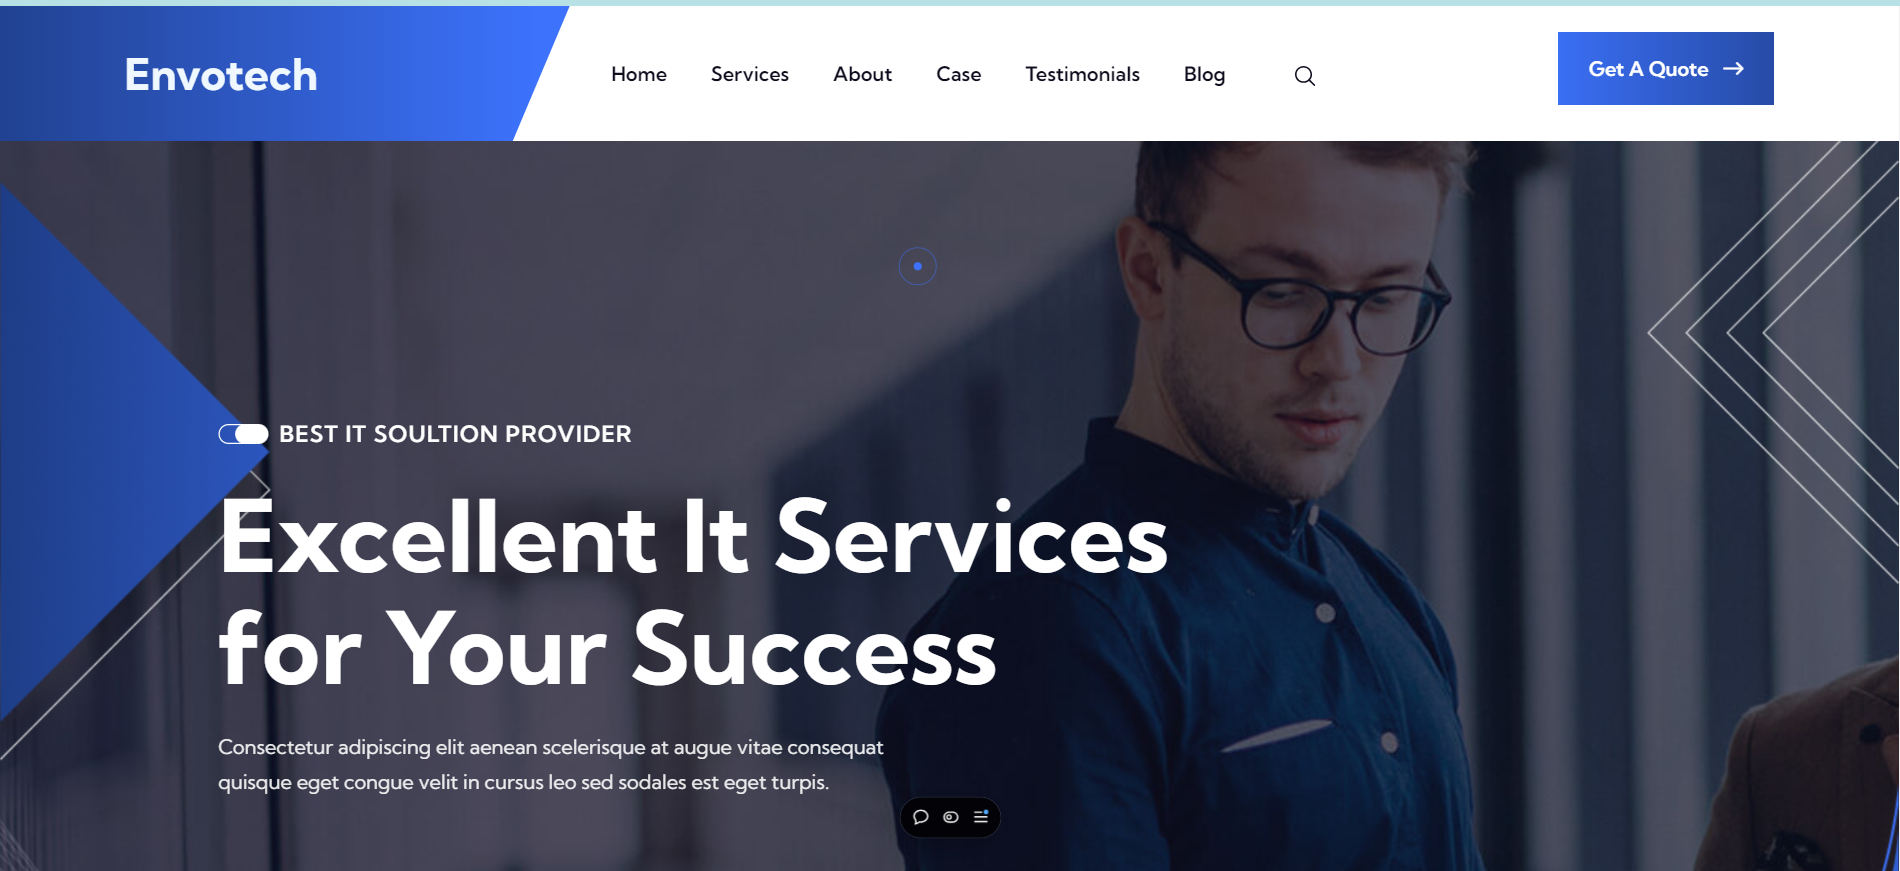 Envotech
Home Services About Case Testimonials Blog
Get A Quote
BEST IT SOULTION PROVIDER
Excellent It Services
for Your Success
Consectetur adipiscing elit aenean scelerisque at augue vitae consequat
quisque eget congue velit in cursus leo sed sodales est eget turpis.